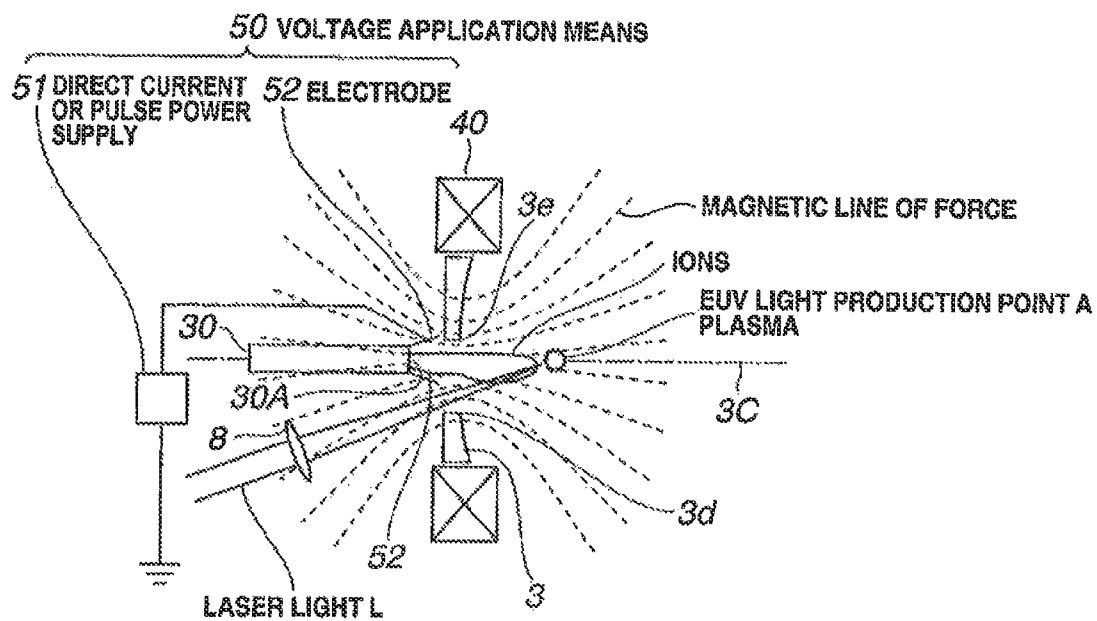 50 VOLTAGE APPLICATION MEANS
51 DIRECT CURRENT
OR PULSE POWER
SUPPLY
52 ELECTRODE
40
3e
MAGNETIC LINE OF FORCE
IONS
EUV LIGHT PRODUCTION POINT A
PLASMA
30
30A
3C
8
3d
52
3
LASER LIGHT L